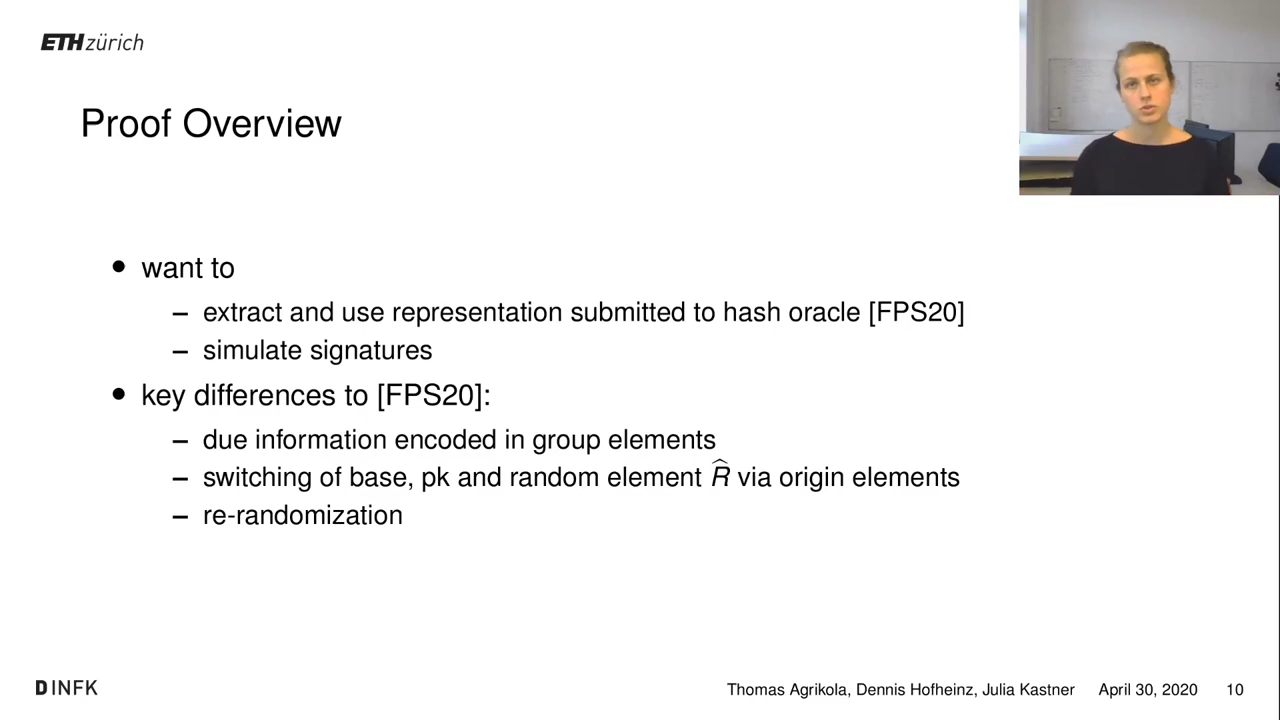 ETH zürich
Proof Overview
• want to
– extract and use representation submitted to hash oracle [FPS20]
– simulate signatures
• key differences to [FPS20]:
– due information encoded in group elements
– switching of base, pk and random element R̂ via origin elements
– re-randomization
D INFK
Thomas Agrikola, Dennis Hofheinz, Julia Kastner April 30, 2020 10